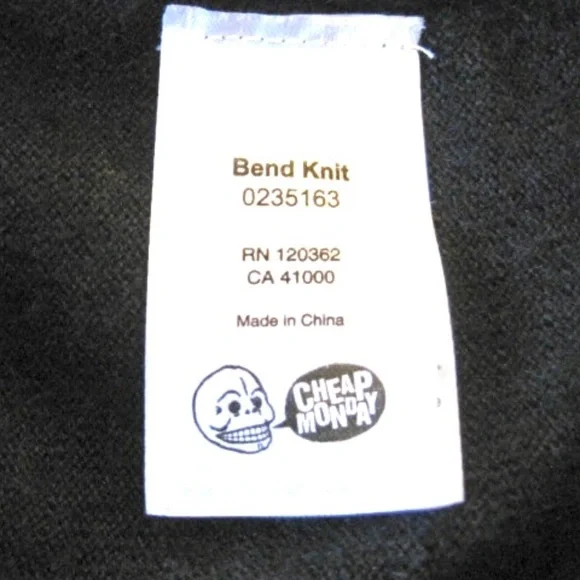 Bend Knit
0235163
RN 120362
CA 41000
Made in China
CHEAP
MONDAY